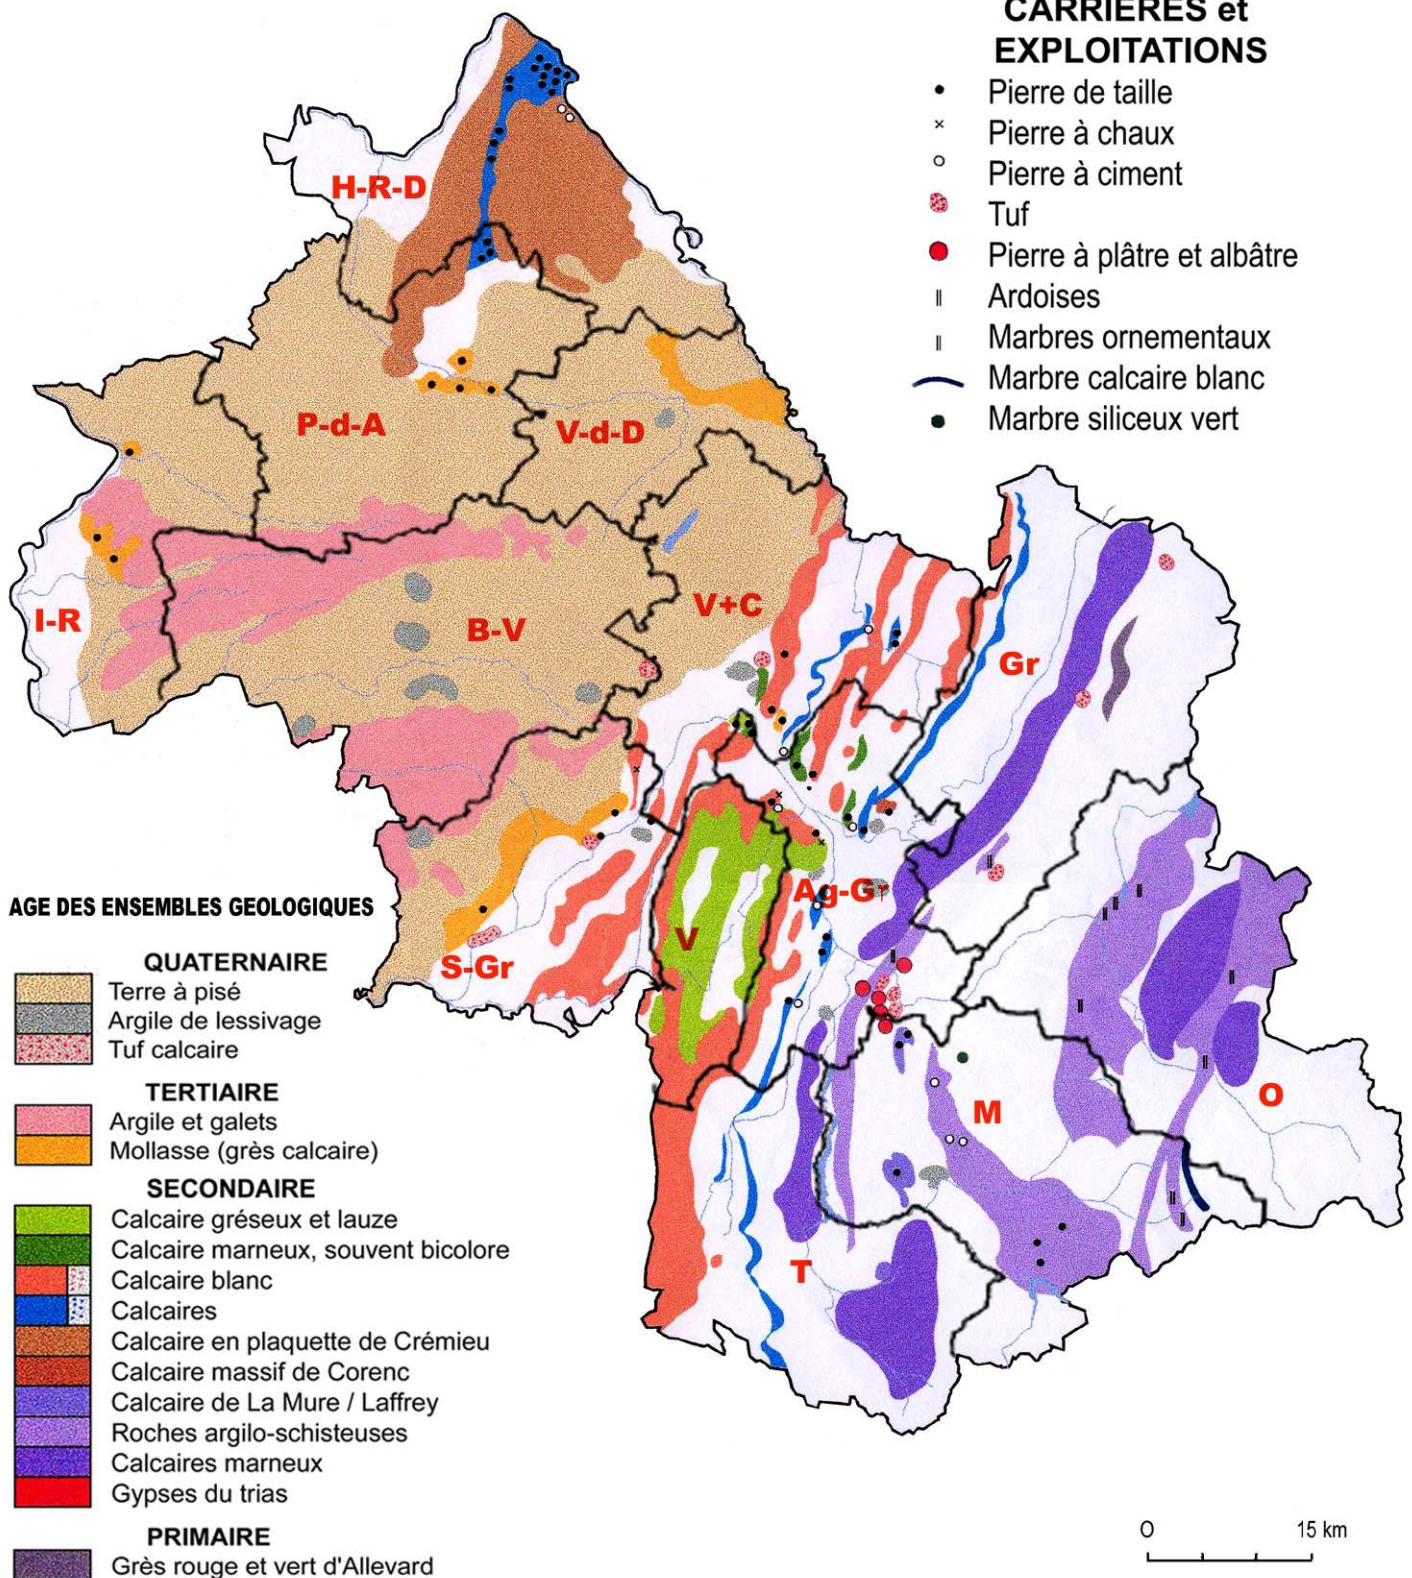 CARRIERES et
EXPLOITATIONS
Pierre de taille
Pierre à chaux
Pierre à ciment
Tuf
Pierre à plâtre et albâtre
Ardoises
Marbres ornementaux
Marbre calcaire blanc
Marbre siliceux vert
H-R-D
P-d-A
V-d-D
I-R
B-V
V+C
Gr
Ag-Gr
V
S-Gr
M
O
T
AGE DES ENSEMBLES GEOLOGIQUES
QUATERNAIRE
Terre à pisé
Argile de lessivage
Tuf calcaire
TERTIAIRE
Argile et galets
Mollasse (grès calcaire)
SECONDAIRE
Calcaire gréseux et lauze
Calcaire marneux, souvent bicolore
Calcaire blanc
Calcaires
Calcaire en plaquette de Crémieu
Calcaire massif de Corenc
Calcaire de La Mure / Laffrey
Roches argilo-schisteuses
Calcaires marneux
Gypses du trias
PRIMAIRE
Grès rouge et vert d'Allevard
O 15 km